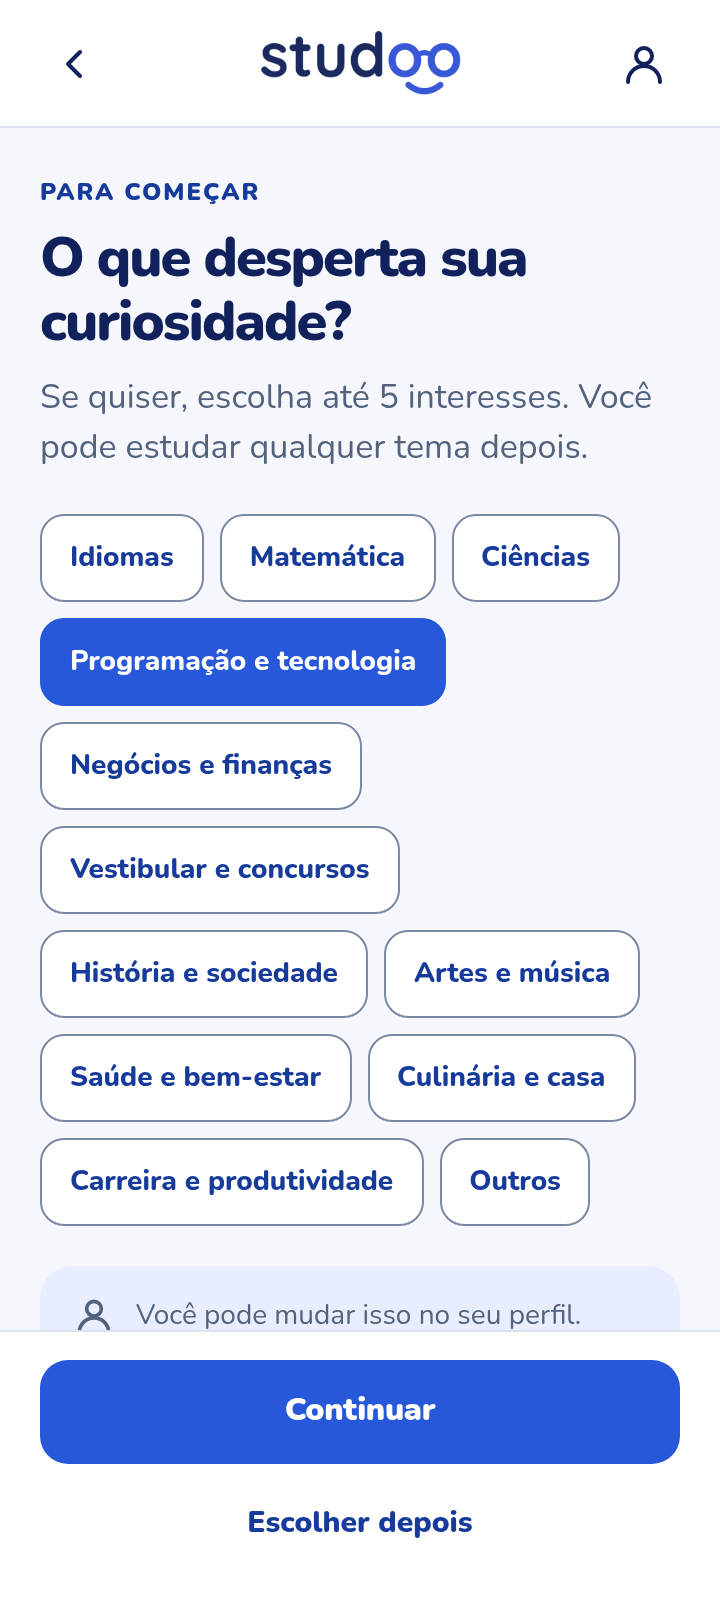 studoo
PARA COMEÇAR
O que desperta sua
curiosidade?
Se quiser, escolha até 5 interesses. Você
pode estudar qualquer tema depois.
Idiomas
Matemática
Ciências
Programação e tecnologia
Negócios e finanças
Vestibular e concursos
História e sociedade
Artes e música
Saúde e bem-estar
Culinária e casa
Carreira e produtividade
Outros
Você pode mudar isso no seu perfil.
Continuar
Escolher depois